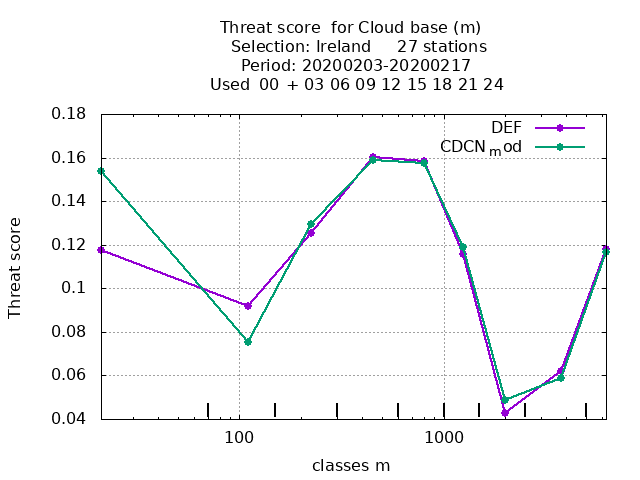 Threat score  for Cloud base (m)
Selection: Ireland     27 stations
Period: 20200203-20200217
Used  00 + 03 06 09 12 15 18 21 24
DEF
CDCN_mod
0.18
0.16
0.14
0.12
0.1
0.08
0.06
0.04
Threat score
100
1000
classes m